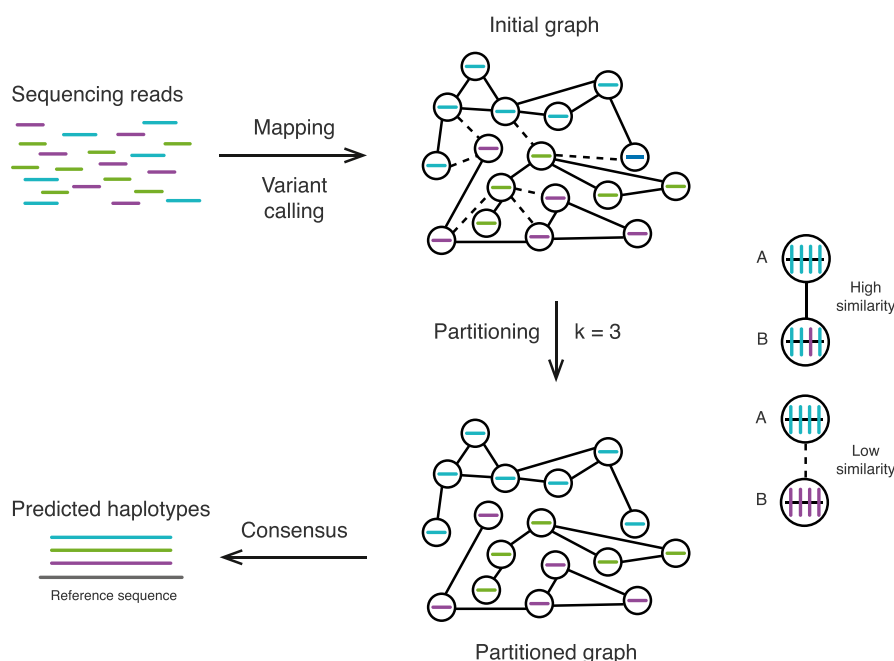 Initial graph
Sequencing reads
Mapping
Variant
calling
A
High
similarity
B
Partitioning k = 3
A
Low
similarity
B
Predicted haplotypes
Consensus
Reference sequence
Partitioned graph